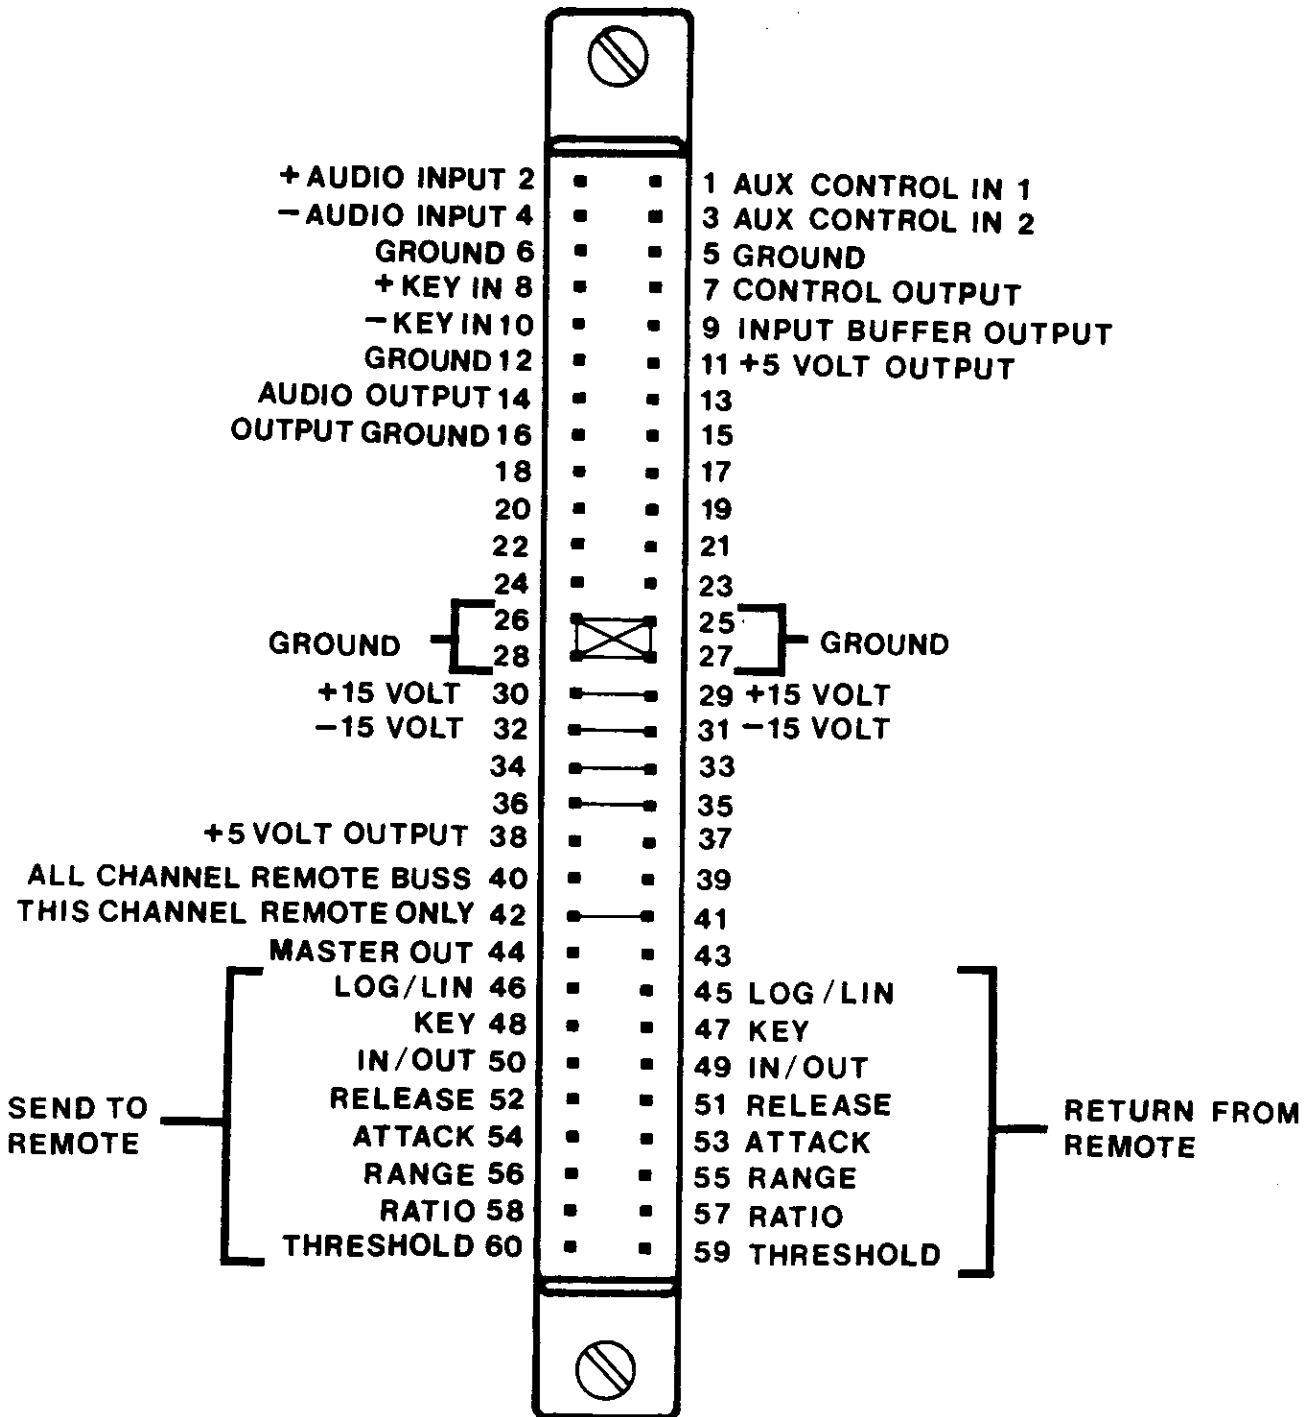 + AUDIO INPUT 2
1 AUX CONTROL IN 1
− AUDIO INPUT 4
3 AUX CONTROL IN 2
GROUND 6
5 GROUND
+ KEY IN 8
7 CONTROL OUTPUT
− KEY IN 10
9 INPUT BUFFER OUTPUT
GROUND 12
11 +5 VOLT OUTPUT
AUDIO OUTPUT 14
13
OUTPUT GROUND 16
15
18
17
20
19
22
21
24
23
26
25
GROUND
GROUND
28
27
+15 VOLT 30
29 +15 VOLT
−15 VOLT 32
31 −15 VOLT
34
33
36
35
+5 VOLT OUTPUT 38
37
ALL CHANNEL REMOTE BUSS 40
39
THIS CHANNEL REMOTE ONLY 42
41
MASTER OUT 44
43
LOG/LIN 46
45 LOG/LIN
KEY 48
47 KEY
IN/OUT 50
49 IN/OUT
RELEASE 52
51 RELEASE
SEND TO
REMOTE
RETURN FROM
REMOTE
ATTACK 54
53 ATTACK
RANGE 56
55 RANGE
RATIO 58
57 RATIO
THRESHOLD 60
59 THRESHOLD